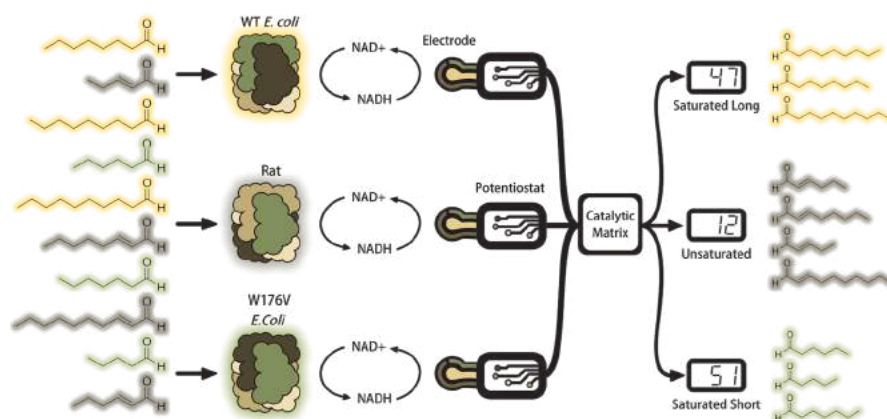 WT E. coli
NAD+
NADH
Electrode
47
Saturated Long
Rat
NAD+
NADH
Potentiostat
Catalytic
Matrix
12
Unsaturated
W176V
E.Coli
NAD+
NADH
51
Saturated Short
O
H
O
H
O
H
O
H
O
H
O
H
O
H
O
H
O
H
O
H
O
H
O
H
O
H
O
H
O
H
O
H
O
H
O
H
O
H
O
H